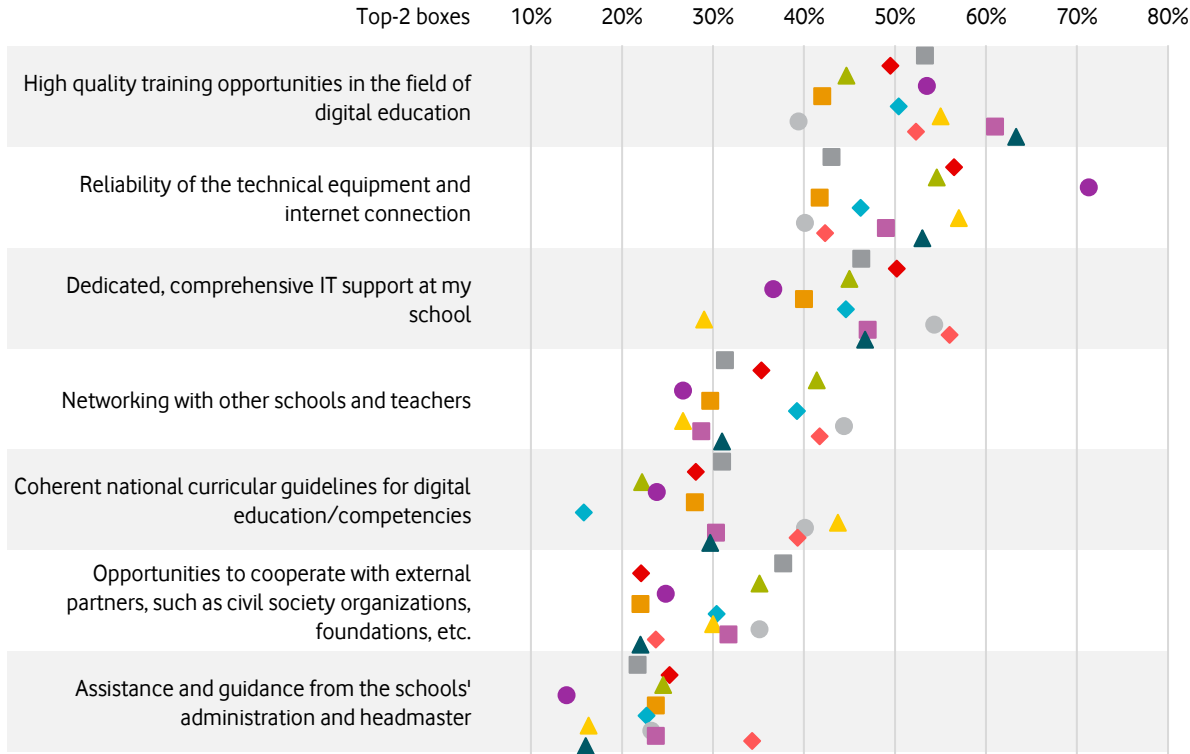 Top-2 boxes 10% 20% 30% 40% 50% 60% 70% 80%
High quality training opportunities in the field of
digital education
Reliability of the technical equipment and
internet connection
Dedicated, comprehensive IT support at my
school
Networking with other schools and teachers
Coherent national curricular guidelines for digital
education/competencies
Opportunities to cooperate with external
partners, such as civil society organizations,
foundations, etc.
Assistance and guidance from the schools'
administration and headmaster